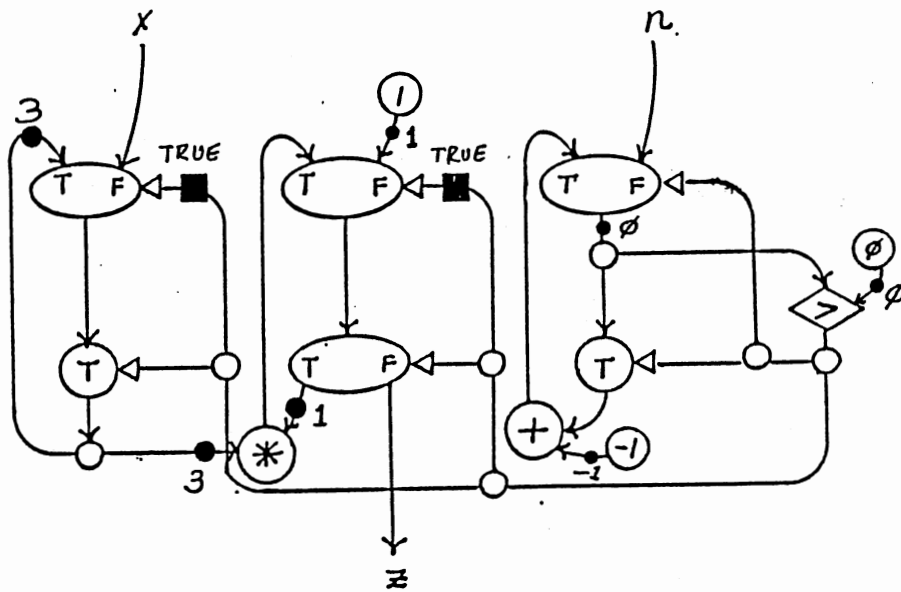 x n
3 1
TRUE 1 TRUE
T F T F T F
ø ø
> ø
T T F T
1
* + -1
3 -1
z